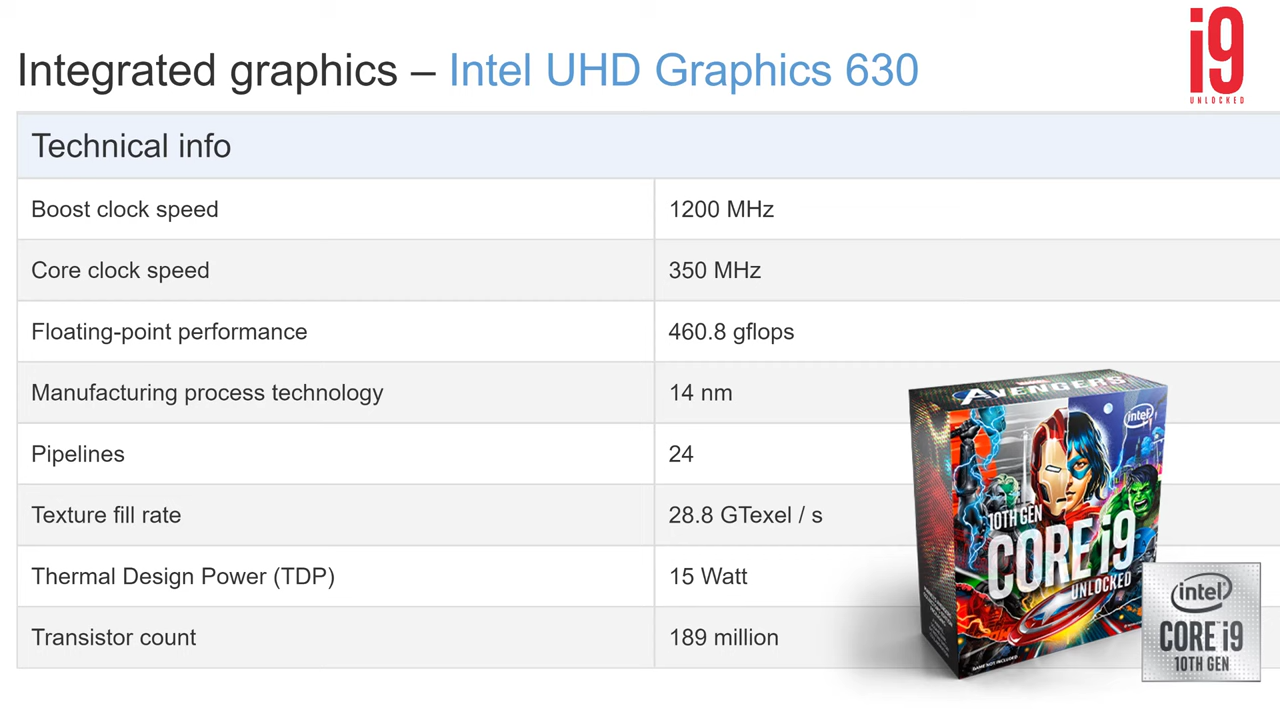 Integrated graphics – Intel UHD Graphics 630
i9
UNLOCKED
Technical info
Boost clock speed 1200 MHz
Core clock speed 350 MHz
Floating-point performance 460.8 gflops
Manufacturing process technology 14 nm
Pipelines 24
Texture fill rate 28.8 GTexel / s
Thermal Design Power (TDP) 15 Watt
Transistor count 189 million
AVENGERS
intel
10TH GEN
CORE i9
UNLOCKED
GAME NOT INCLUDED
intel
CORE i9
10TH GEN